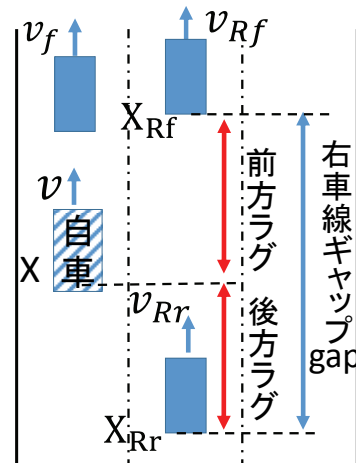 v_f
v_Rf
X_Rf
v
自車
X
前方ラグ
右車線ギャップ
gap
v_Rr
後方ラグ
X_Rr